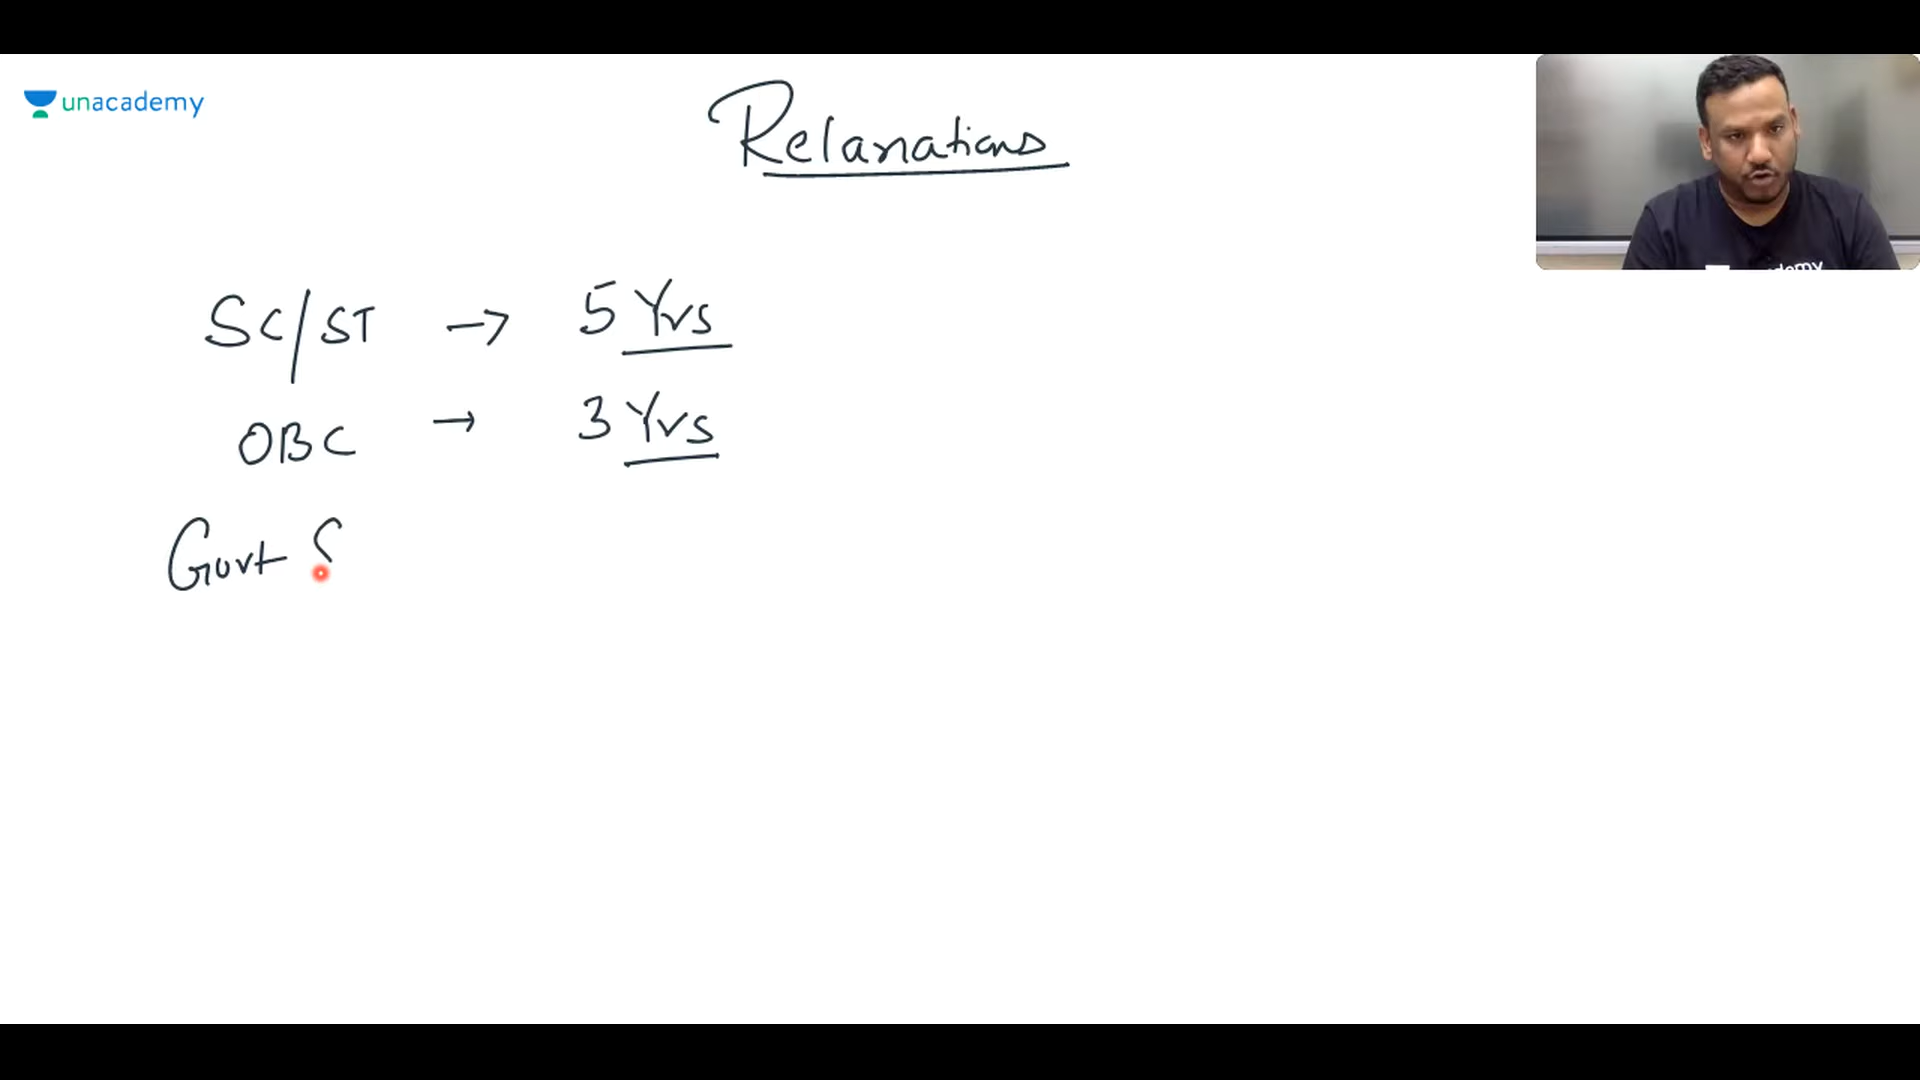 unacademy
Relaxations
SC/ST → 5 Yrs
OBC → 3 Yrs
Govt S